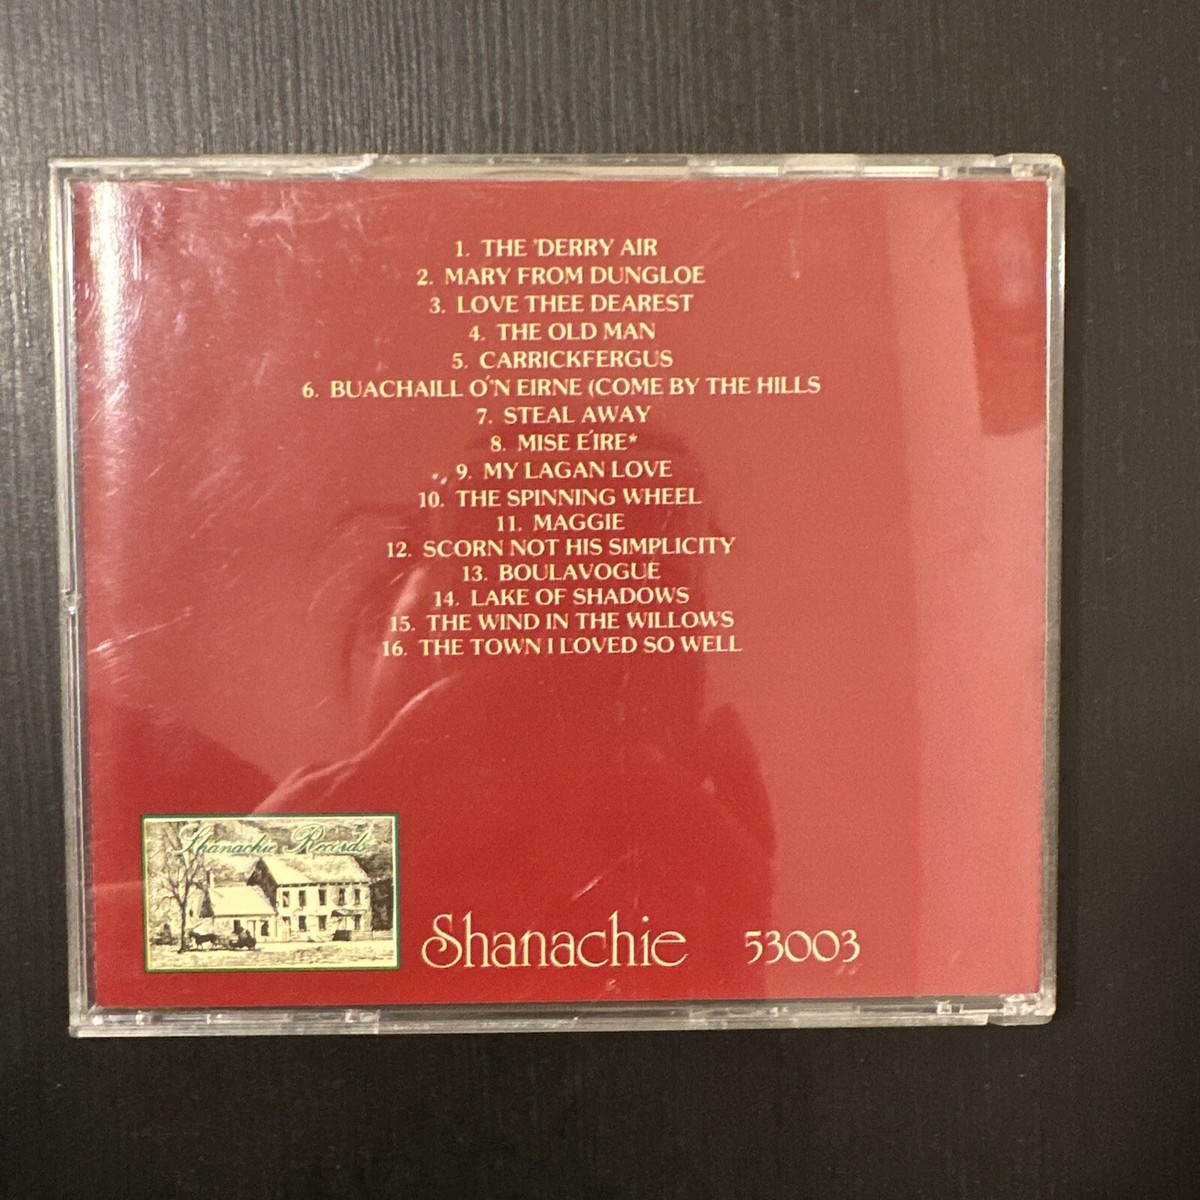 1. THE 'DERRY AIR
2. MARY FROM DUNGLOE
3. LOVE THEE DEAREST
4. THE OLD MAN
5. CARRICKFERGUS
6. BUACHAILL O'N EIRNE (COME BY THE HILLS
7. STEAL AWAY
8. MISE E'IRE*
9. MY LAGAN LOVE
10. THE SPINNING WHEEL
11. MAGGIE
12. SCORN NOT HIS SIMPLICITY
13. BOULAVOGUE
14. LAKE OF SHADOWS
15. THE WIND IN THE WILLOWS
16. THE TOWN I LOVED SO WELL
Shanachie Records
Shanachie 53003